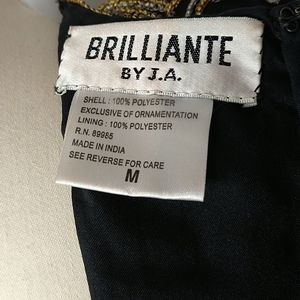 BRILLIANTE
BY J.A.
SHELL: 100% POLYESTER
EXCLUSIVE OF ORNAMENTATION
LINING: 100% POLYESTER
R.N. 89985
MADE IN INDIA
SEE REVERSE FOR CARE
M